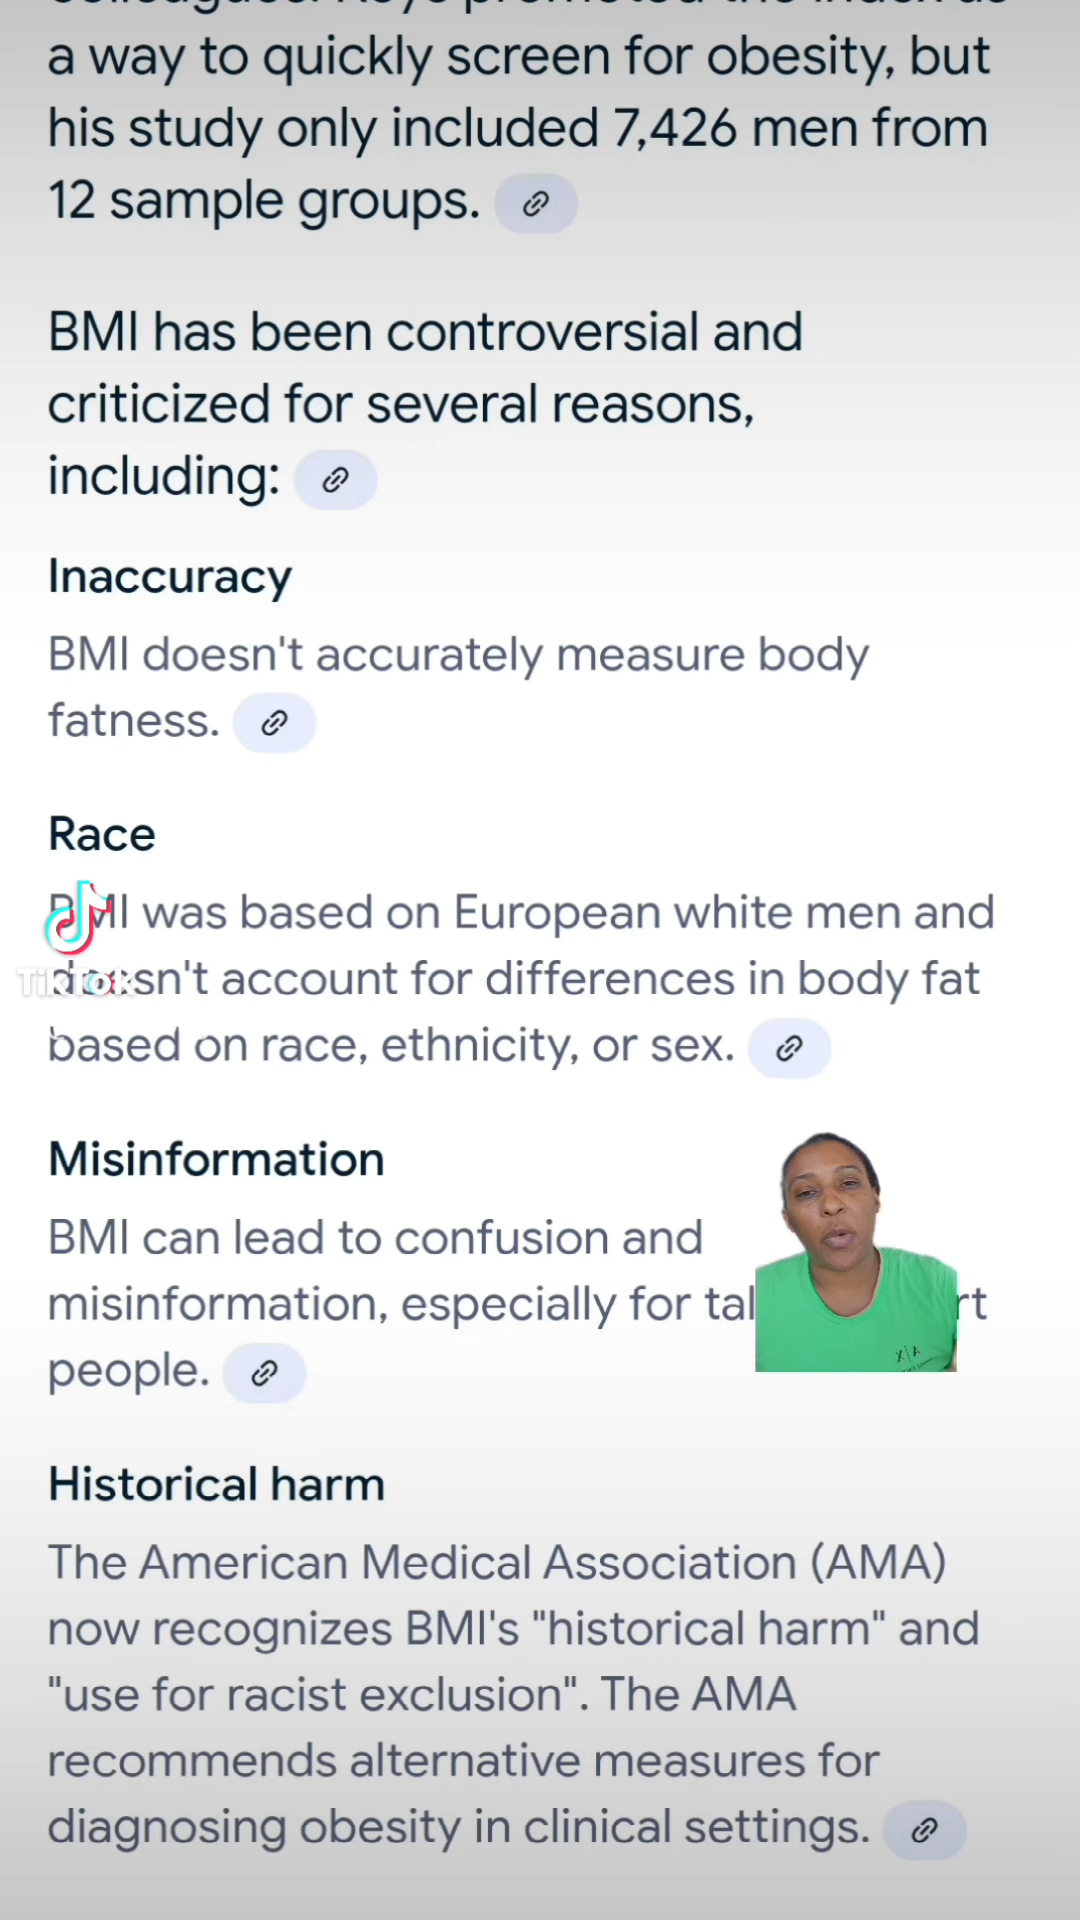 a way to quickly screen for obesity, but
his study only included 7,426 men from
12 sample groups.
BMI has been controversial and
criticized for several reasons,
including:
Inaccuracy
BMI doesn't accurately measure body
fatness.
Race
BMI was based on European white men and
doesn't account for differences in body fat
based on race, ethnicity, or sex.
TikTok
Misinformation
BMI can lead to confusion and
misinformation, especially for
people.
X|A
Historical harm
The American Medical Association (AMA)
now recognizes BMI's "historical harm" and
"use for racist exclusion". The AMA
recommends alternative measures for
diagnosing obesity in clinical settings.